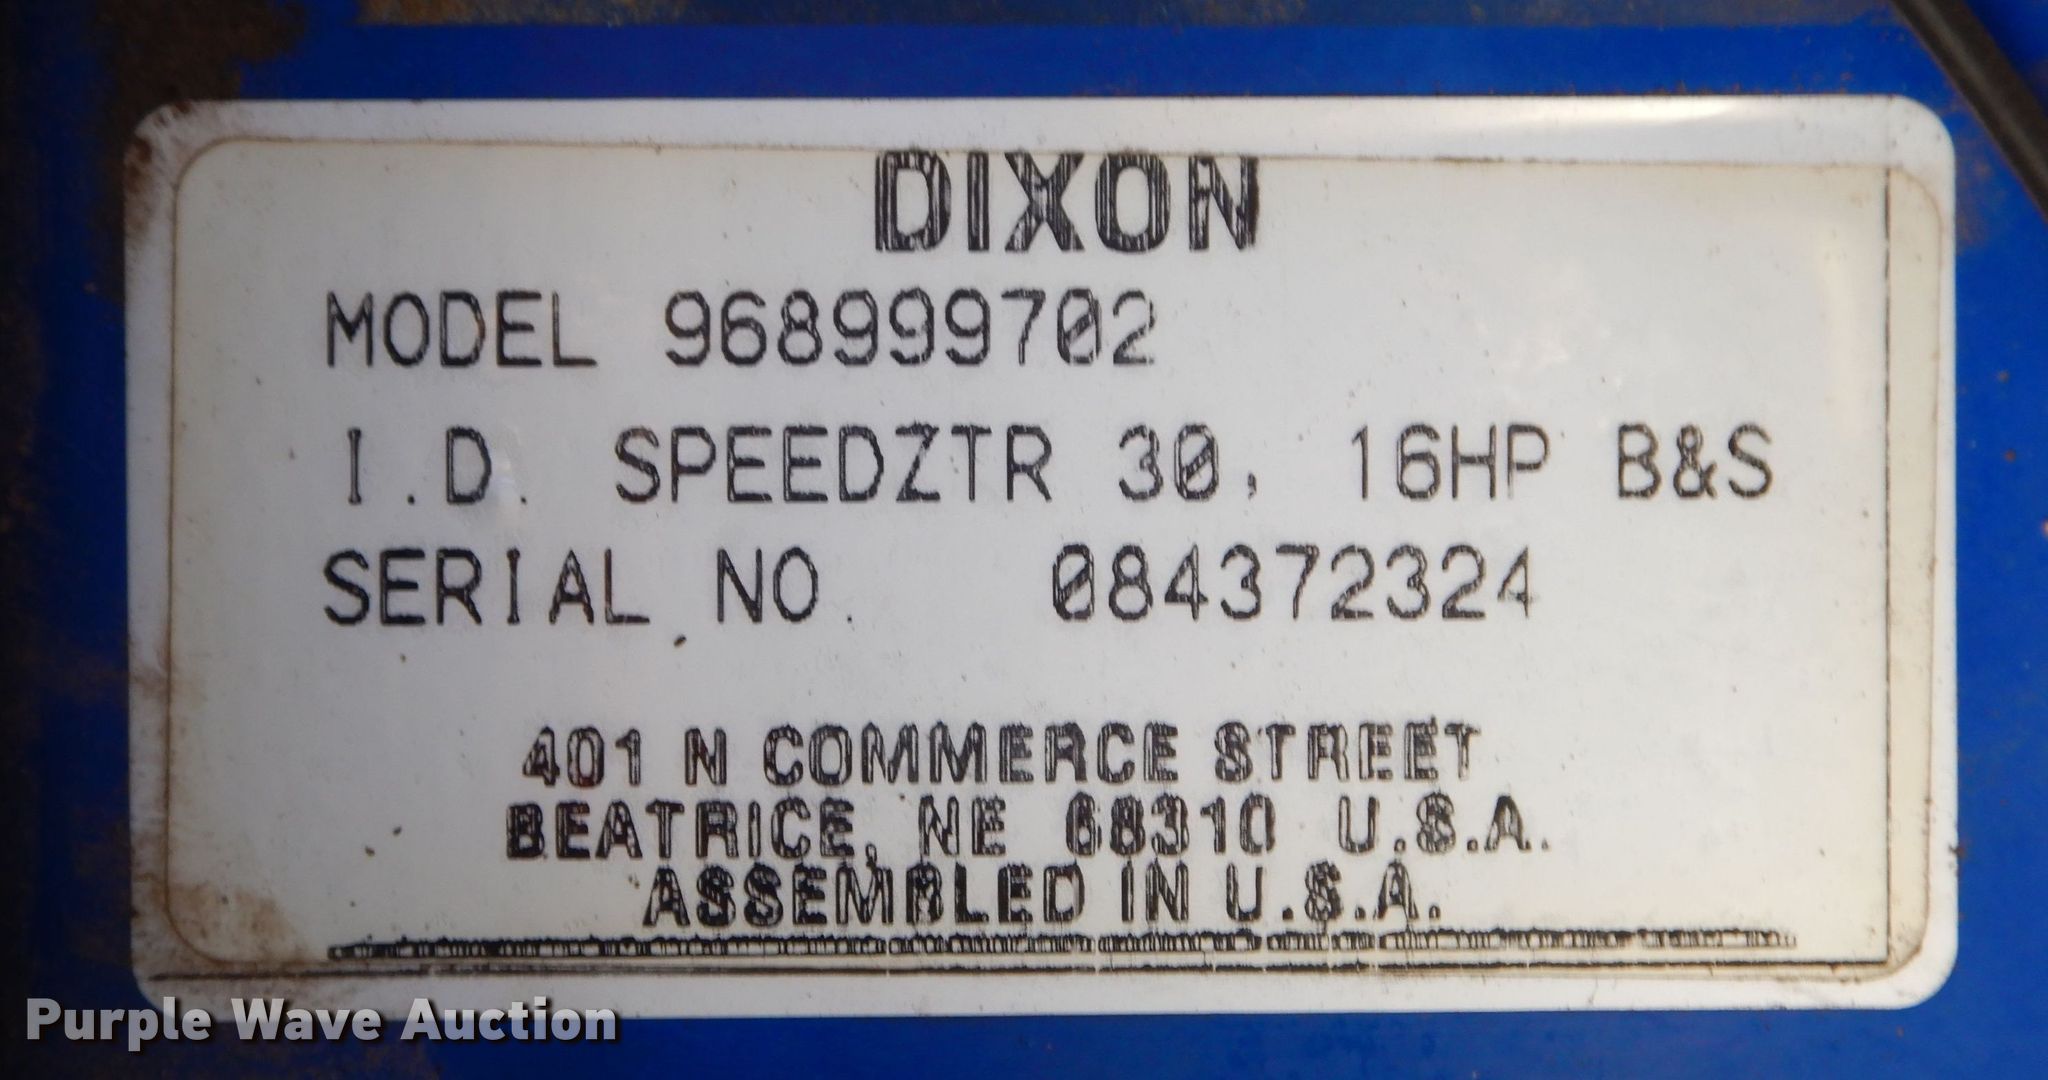 DIXON
MODEL 968999702
I.D. SPEEDZTR 30, 16HP B&S
SERIAL NO. 084372324
401 N COMMERCE STREET
BEATRICE, NE 68310 U.S.A.
ASSEMBLED IN U.S.A.
Purple Wave Auction